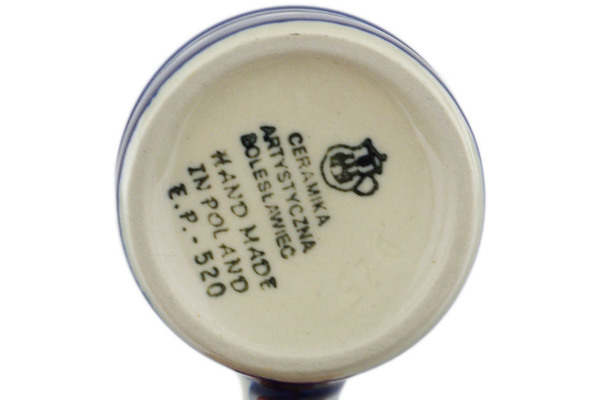 CERAMIKA
ARTYSTYCZNA
BOLESŁAWIEC
HAND MADE
IN POLAND
E.P.-520